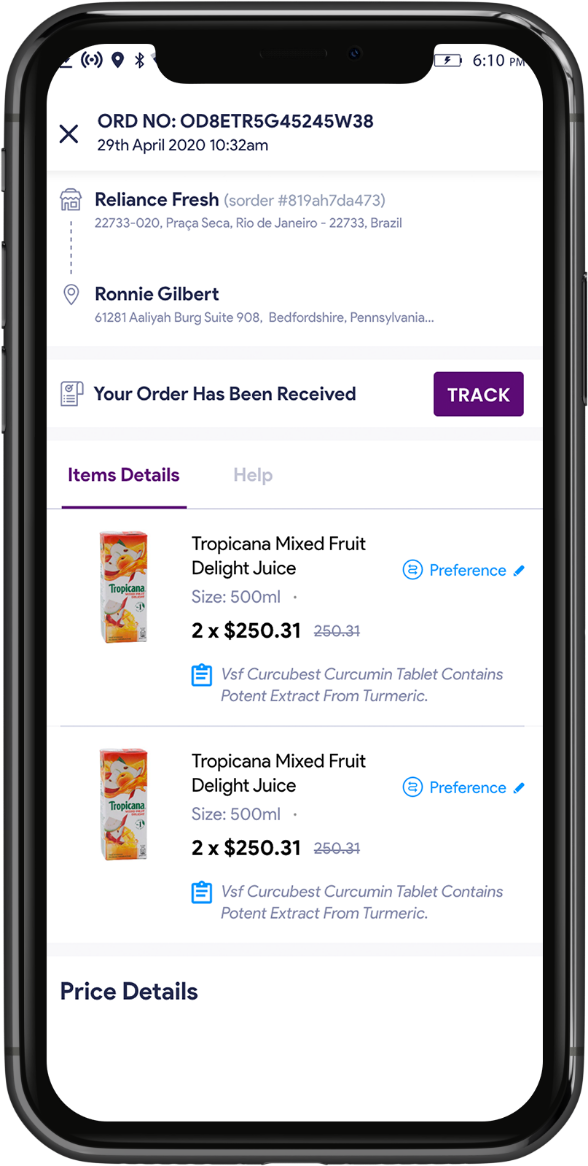 6:10 PM
ORD NO: OD8ETR5G45245W38
29th April 2020 10:32am
Reliance Fresh (sorder #819ah7da473)
22733-020, Praça Seca, Rio de Janeiro - 22733, Brazil
Ronnie Gilbert
61281 Aaliyah Burg Suite 908, Bedfordshire, Pennsylvania...
Your Order Has Been Received
TRACK
Items Details
Help
Tropicana Mixed Fruit
Delight Juice
Preference
Size: 500ml ·
2 x $250.31 250.31
Vsf Curcubest Curcumin Tablet Contains
Potent Extract From Turmeric.
Tropicana
Tropicana Mixed Fruit
Delight Juice
Preference
Size: 500ml ·
2 x $250.31 250.31
Vsf Curcubest Curcumin Tablet Contains
Potent Extract From Turmeric.
Tropicana
Price Details